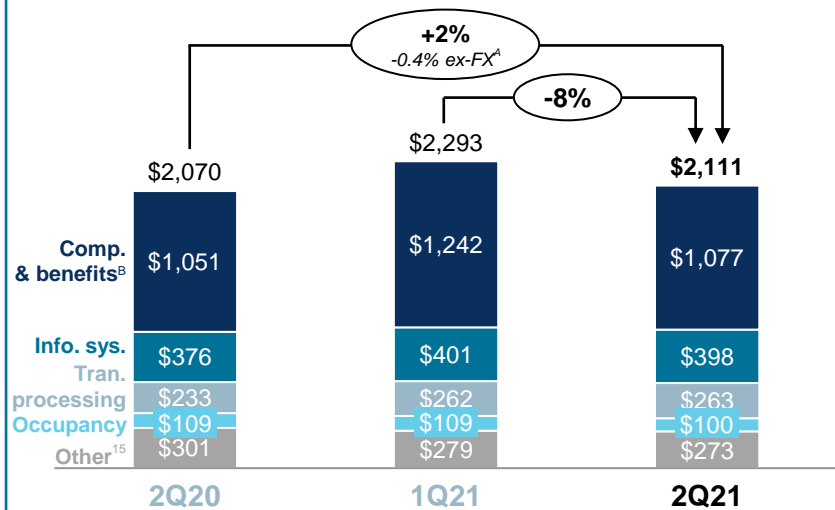 +2%
-0.4% ex-FXᴬ
-8%
$2,070
$2,293
$2,111
Comp.
& benefitsᴮ
$1,051
$1,242
$1,077
Info. sys.
$376
$401
$398
Tran.
processing
$233
$262
$263
Occupancy
$109
$109
$100
Other¹⁵
$301
$279
$273
2Q20
1Q21
2Q21